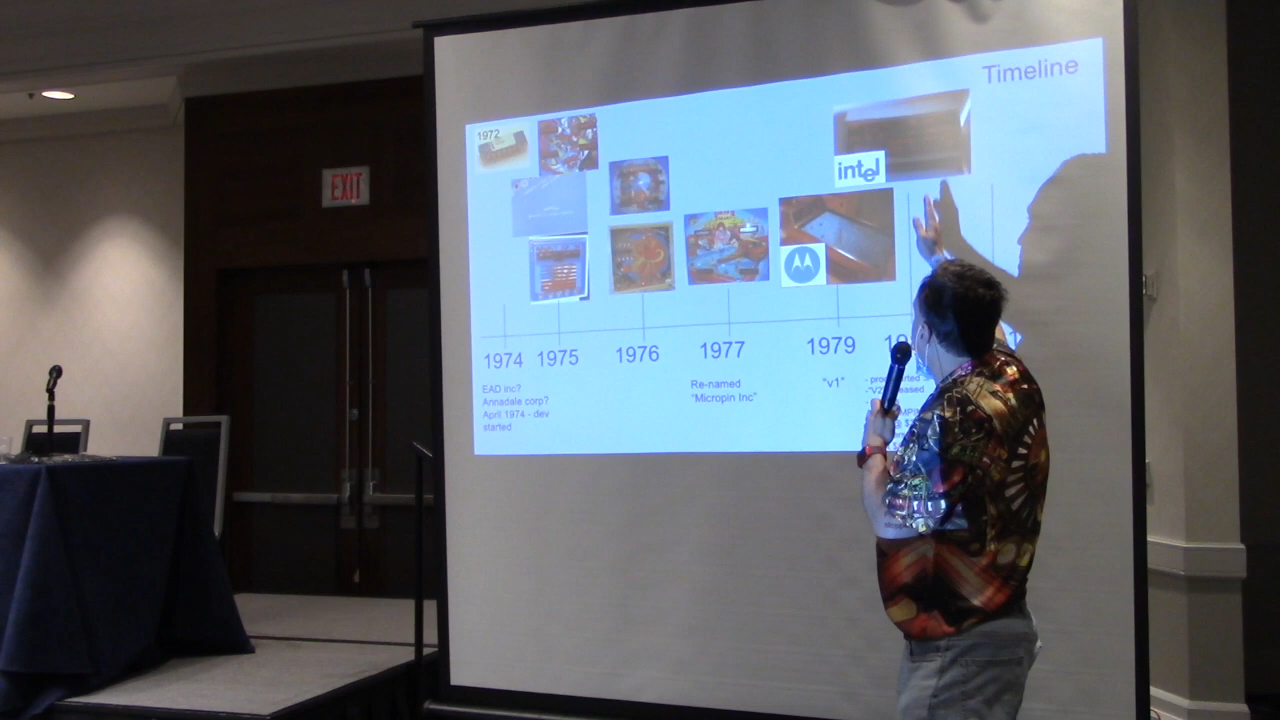 Timeline
1972
EXIT
intel
1974
1975
1976
1977
1979
EAD inc?
Annadale corp?
April 1974 - dev
started
Re-named
"Micropin Inc"
"v1"